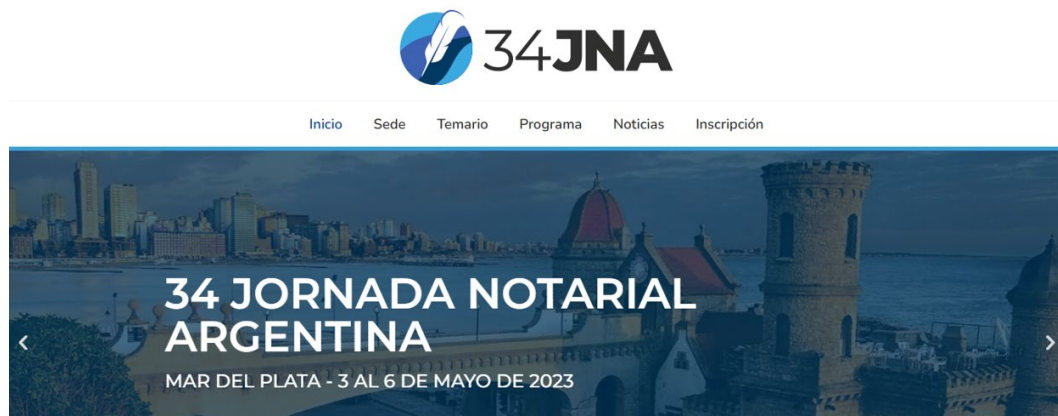 34JNA
Inicio Sede Temario Programa Noticias Inscripción
34 JORNADA NOTARIAL
ARGENTINA
MAR DEL PLATA - 3 AL 6 DE MAYO DE 2023